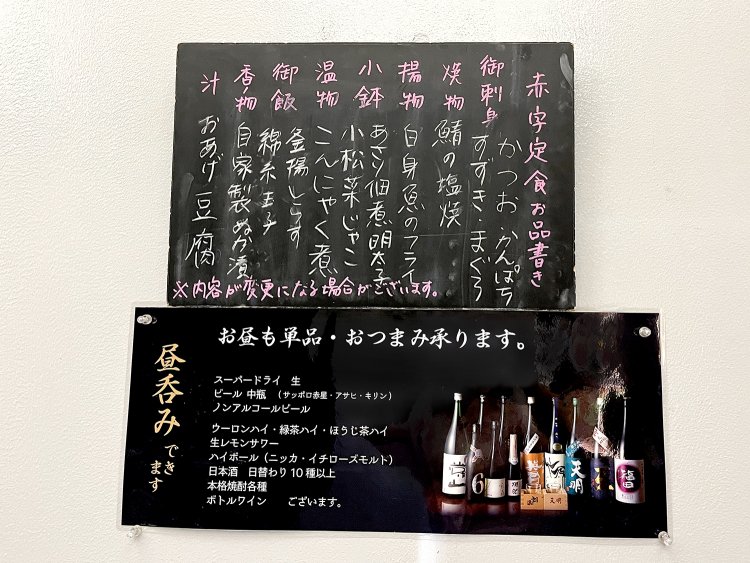 赤字定食お品書き
御刺身 かつお・かんぱち
すずき・まぐろ
焼物 鯖の塩焼
揚物 白身魚のフライ
小鉢 あさり佃煮明太子
小松菜じゃこ
温物 こんにゃく煮
御飯 釜揚しらす
錦糸玉子
香の物 自家製ぬか漬
汁 おあげ豆腐
※内容が変更になる場合がございます。
お昼も単品・おつまみ承ります。
昼呑みできます
スーパードライ 生
ビール 中瓶 (サッポロ赤星・アサヒ・キリン)
ノンアルコールビール
ウーロンハイ・緑茶ハイ・ほうじ茶ハイ
生レモンサワー
ハイボール(ニッカ・イチローズモルト)
日本酒 日替わり10種以上
本格焼酎各種
ボトルワイン ございます。
6
天明